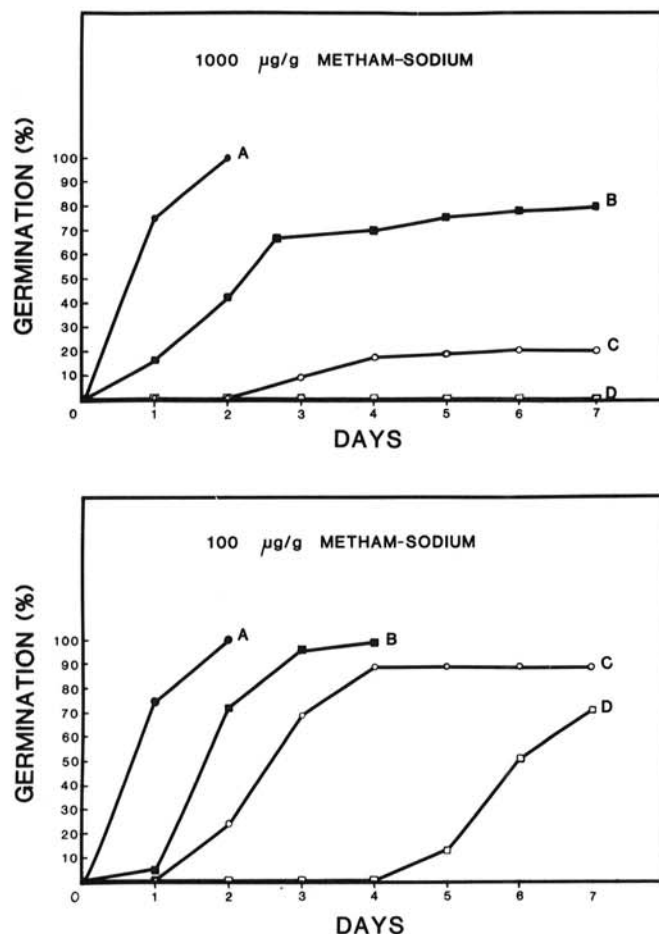 1000 µg/g METHAM-SODIUM
GERMINATION (%)
100
90
80
70
60
50
40
30
20
10
0
A
B
C
D
1 2 3 4 5 6 7
DAYS
100 µg/g METHAM-SODIUM
GERMINATION (%)
100
90
80
70
60
50
40
30
20
10
0
A
B
C
D
1 2 3 4 5 6 7
DAYS